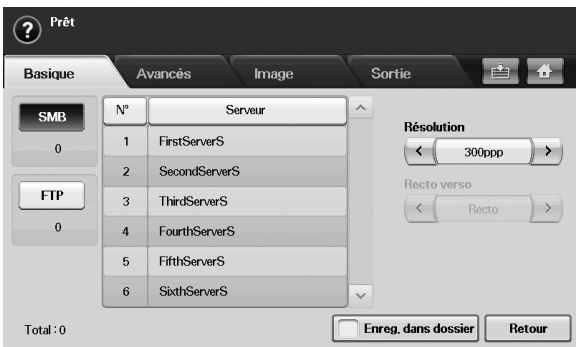 Prêt
Basique Avancés Image Sortie
SMB
0
FTP
0
N° Serveur
1 FirstServerS
2 SecondServerS
3 ThirdServerS
4 FourthServerS
5 FifthServerS
6 SixthServerS
Résolution
300ppp
Recto verso
Recto
Total : 0
Enreg. dans dossier
Retour